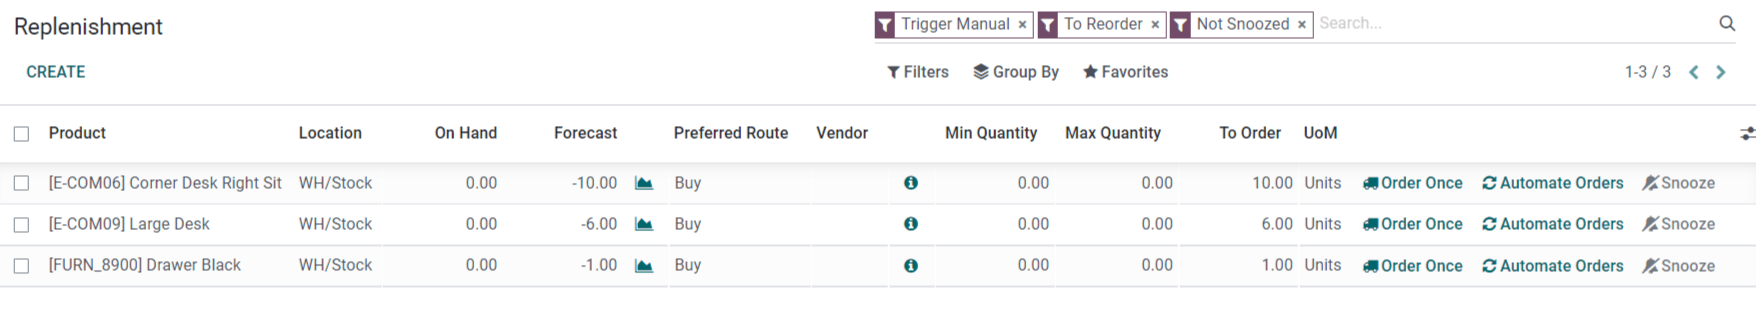 Replenishment
Trigger Manual × To Reorder × Not Snoozed × Search...
CREATE Filters Group By Favorites 1-3 / 3
Product Location On Hand Forecast Preferred Route Vendor Min Quantity Max Quantity To Order UoM
[E-COM06] Corner Desk Right Sit WH/Stock 0.00 -10.00 Buy 0.00 0.00 10.00 Units Order Once Automate Orders Snooze
[E-COM09] Large Desk WH/Stock 0.00 -6.00 Buy 0.00 0.00 6.00 Units Order Once Automate Orders Snooze
[FURN_8900] Drawer Black WH/Stock 0.00 -1.00 Buy 0.00 0.00 1.00 Units Order Once Automate Orders Snooze